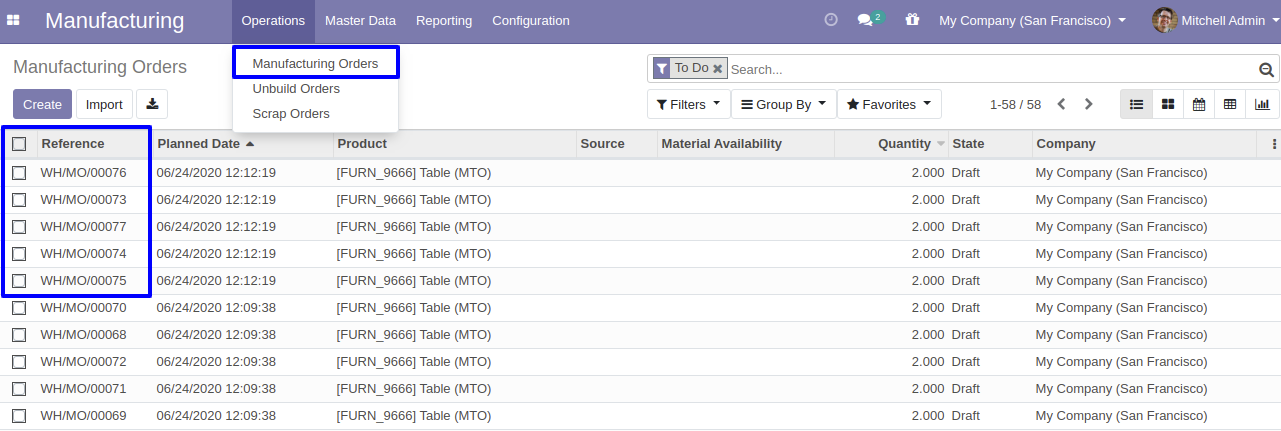 Manufacturing Operations Master Data Reporting Configuration 2 My Company (San Francisco) Mitchell Admin
Manufacturing Orders
Unbuild Orders
Scrap Orders
Manufacturing Orders To Do Search...
Create Import Filters Group By Favorites 1-58 / 58
Reference Planned Date Product Source Material Availability Quantity State Company
WH/MO/00076 06/24/2020 12:12:19 [FURN_9666] Table (MTO) 2.000 Draft My Company (San Francisco)
WH/MO/00073 06/24/2020 12:12:19 [FURN_9666] Table (MTO) 2.000 Draft My Company (San Francisco)
WH/MO/00077 06/24/2020 12:12:19 [FURN_9666] Table (MTO) 2.000 Draft My Company (San Francisco)
WH/MO/00074 06/24/2020 12:12:19 [FURN_9666] Table (MTO) 2.000 Draft My Company (San Francisco)
WH/MO/00075 06/24/2020 12:12:19 [FURN_9666] Table (MTO) 2.000 Draft My Company (San Francisco)
WH/MO/00070 06/24/2020 12:09:38 [FURN_9666] Table (MTO) 2.000 Draft My Company (San Francisco)
WH/MO/00068 06/24/2020 12:09:38 [FURN_9666] Table (MTO) 2.000 Draft My Company (San Francisco)
WH/MO/00072 06/24/2020 12:09:38 [FURN_9666] Table (MTO) 2.000 Draft My Company (San Francisco)
WH/MO/00071 06/24/2020 12:09:38 [FURN_9666] Table (MTO) 2.000 Draft My Company (San Francisco)
WH/MO/00069 06/24/2020 12:09:38 [FURN_9666] Table (MTO) 2.000 Draft My Company (San Francisco)